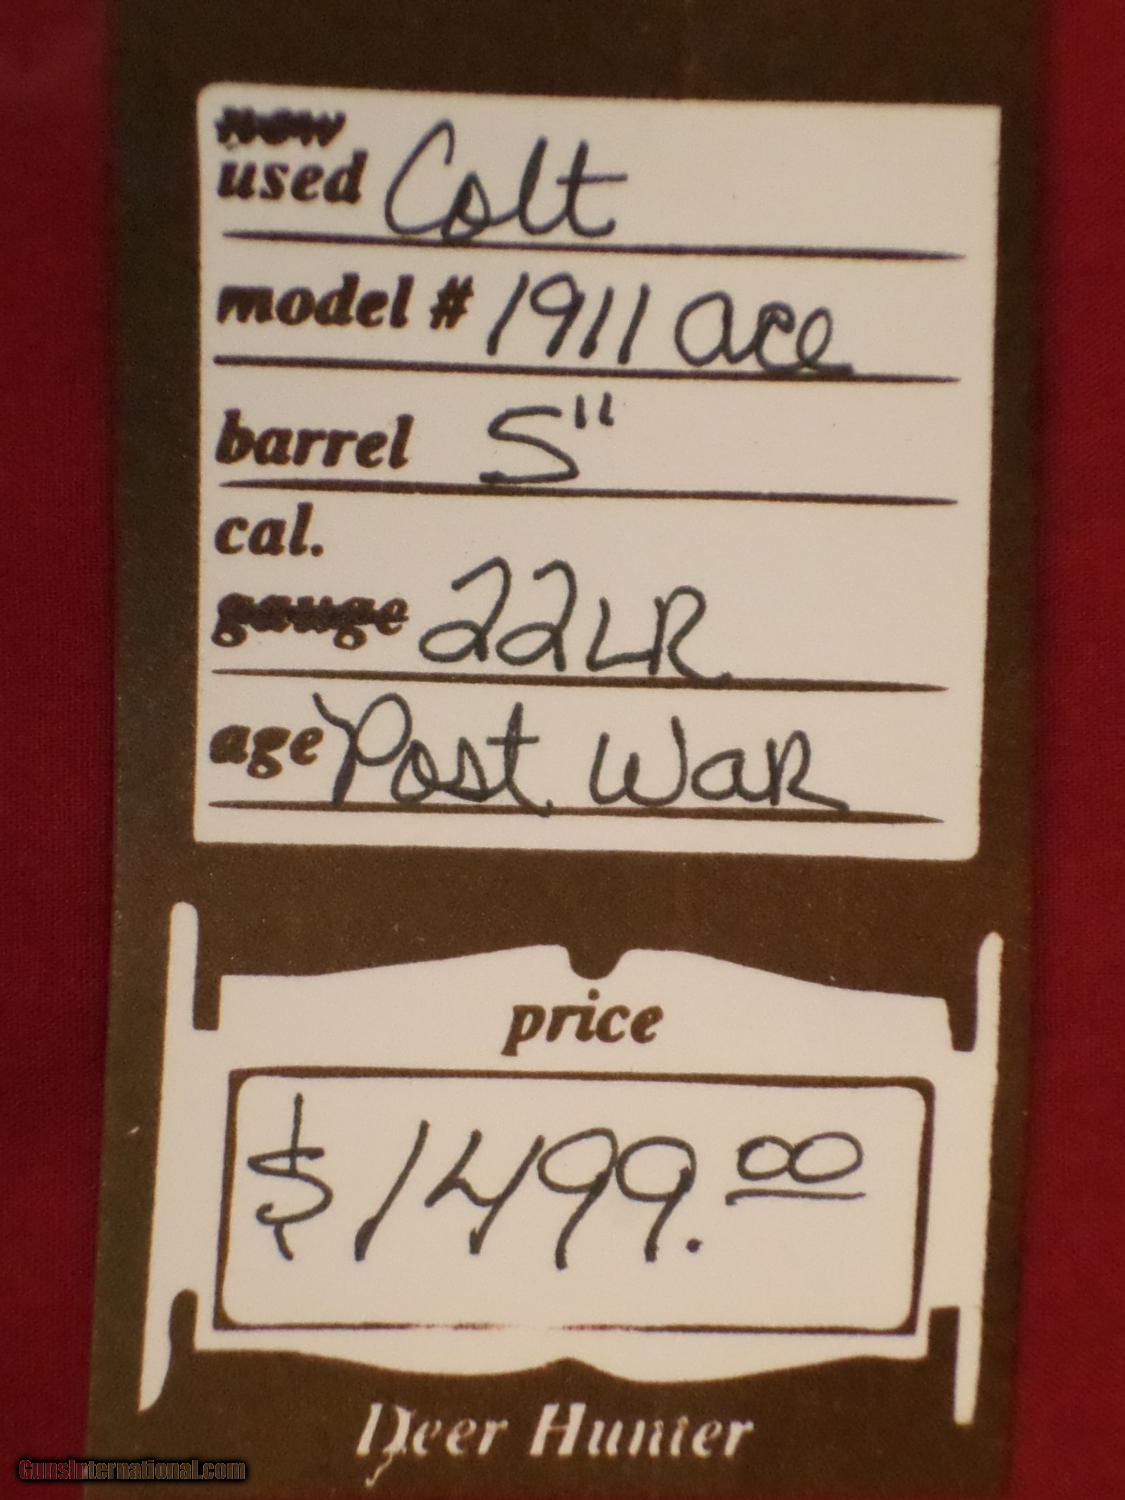 new
used Colt
model # 1911 ace
barrel 5"
cal.
gauge 22LR
age Post WAR
price
$1499.00
Deer Hunter
GunsInternational.com